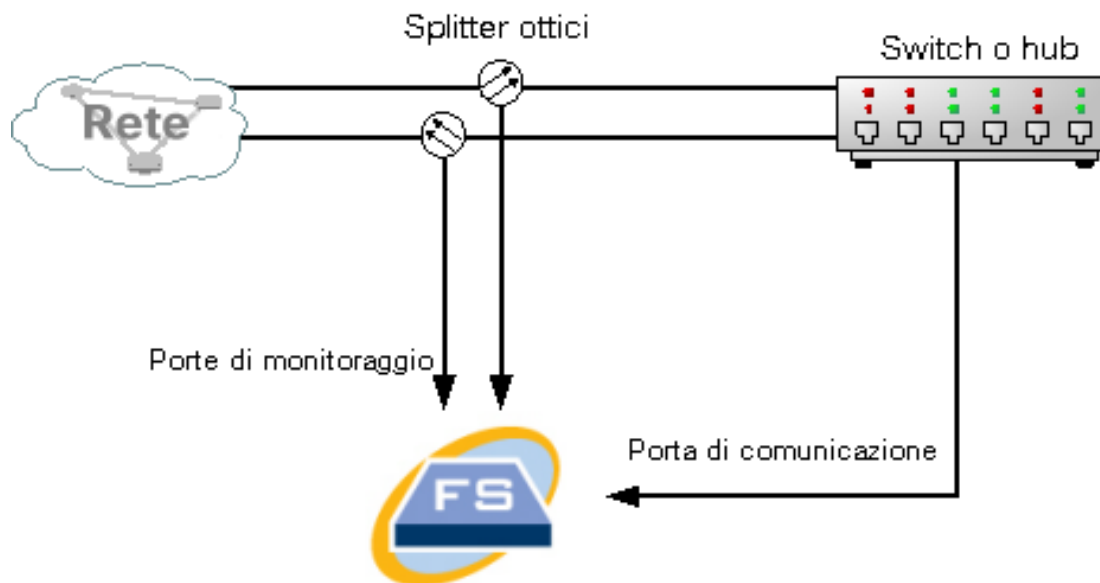 Splitter ottici
Switch o hub
Rete
Porte di monitoraggio
Porta di comunicazione
FS